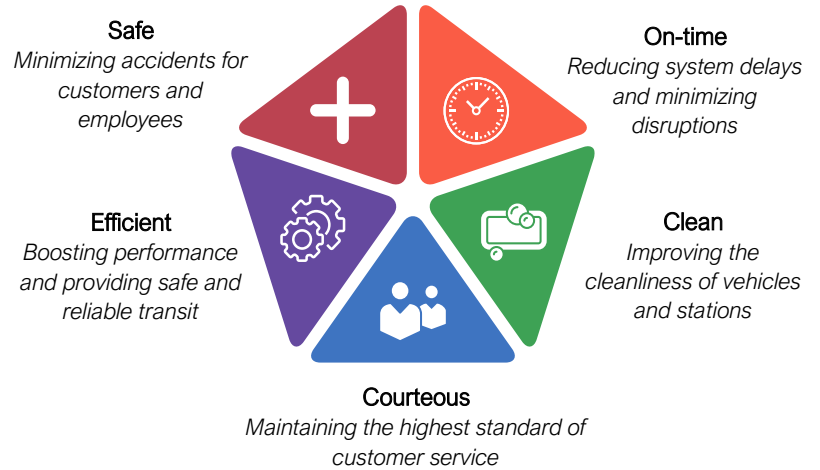 Safe
Minimizing accidents for
customers and
employees
On-time
Reducing system delays
and minimizing
disruptions
Efficient
Boosting performance
and providing safe and
reliable transit
Clean
Improving the
cleanliness of vehicles
and stations
Courteous
Maintaining the highest standard of
customer service